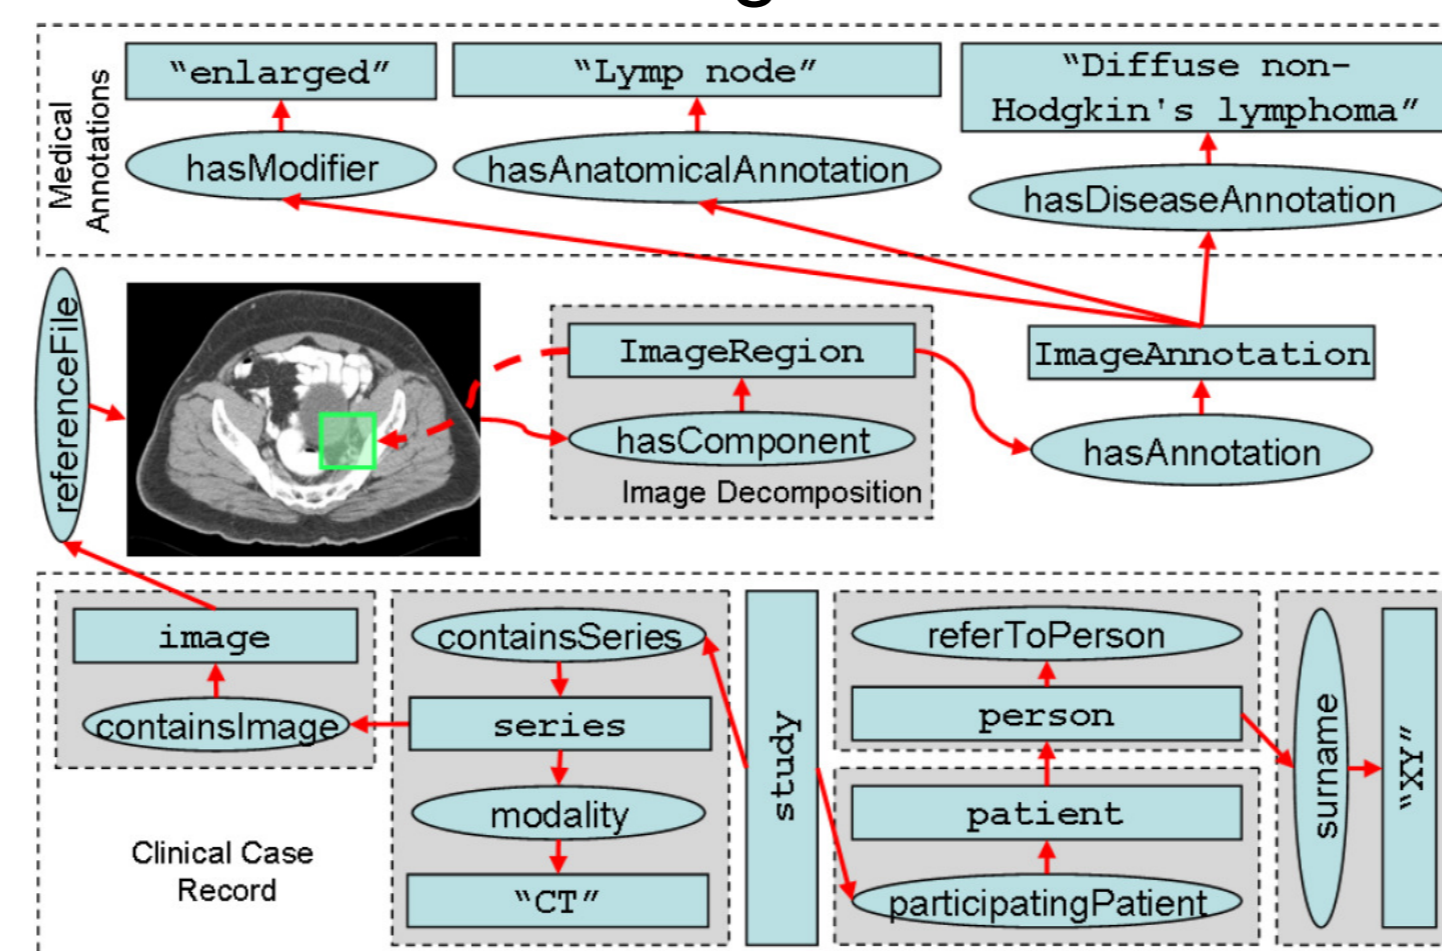 Medical
Annotations
“enlarged”
“Lymp node”
“Diffuse non-
Hodgkin's lymphoma”
hasModifier
hasAnatomicalAnnotation
hasDiseaseAnnotation
referenceFile
ImageRegion
ImageAnnotation
hasComponent
hasAnnotation
Image Decomposition
image
containsImage
containsSeries
series
modality
“CT”
study
referToPerson
person
patient
participatingPatient
surname
“XY”
Clinical Case
Record